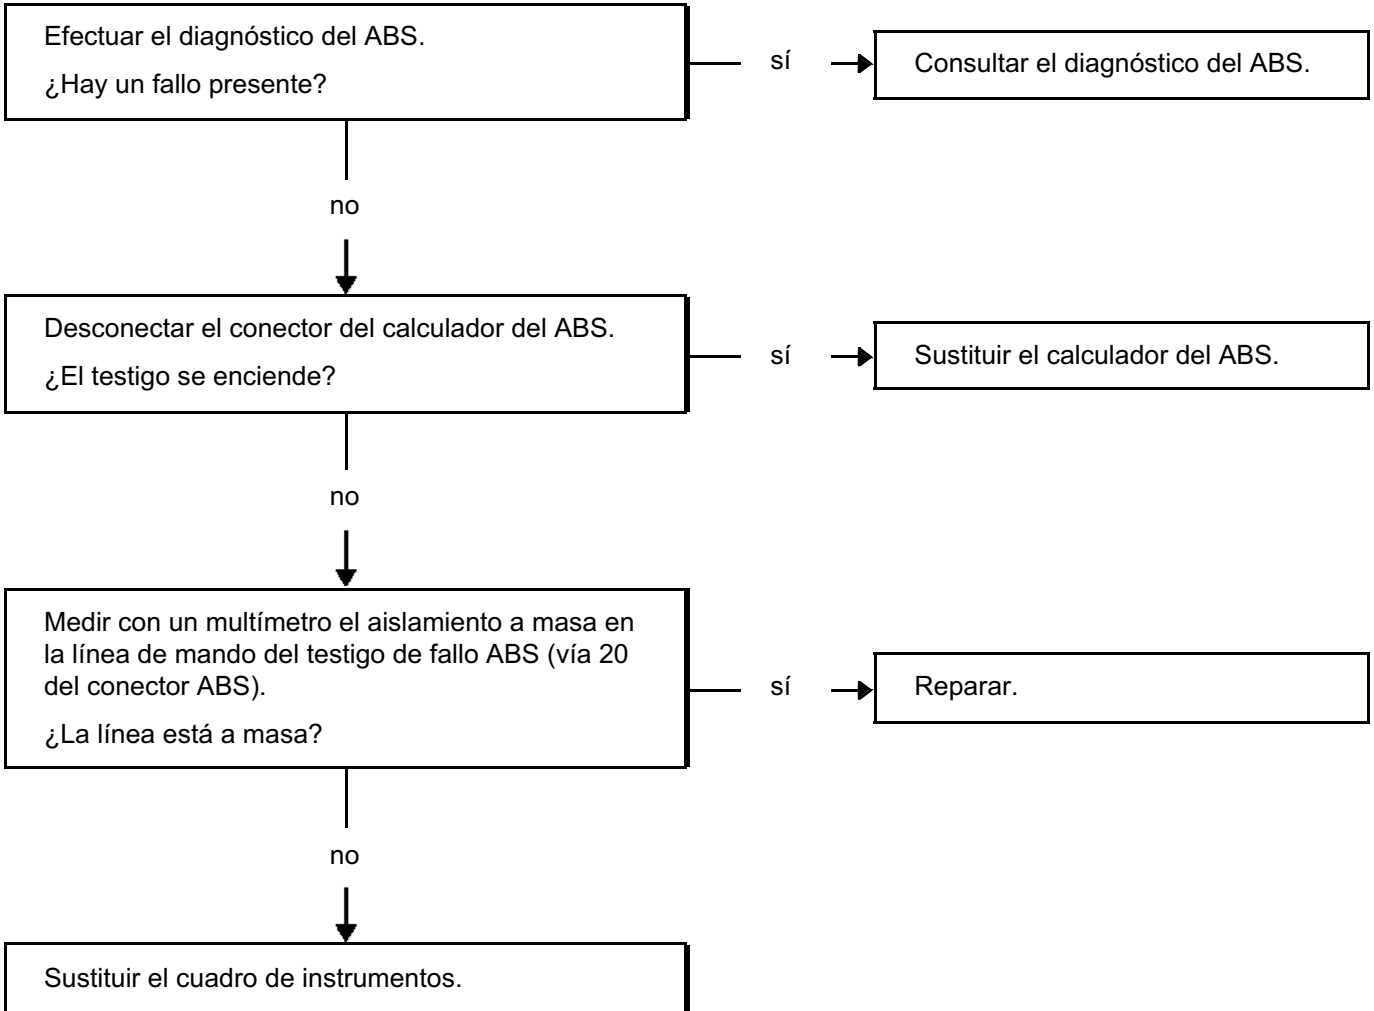 Efectuar el diagnóstico del ABS.
¿Hay un fallo presente?
sí
Consultar el diagnóstico del ABS.
no
Desconectar el conector del calculador del ABS.
¿El testigo se enciende?
sí
Sustituir el calculador del ABS.
no
Medir con un multímetro el aislamiento a masa en
la línea de mando del testigo de fallo ABS (vía 20
del conector ABS).
¿La línea está a masa?
sí
Reparar.
no
Sustituir el cuadro de instrumentos.